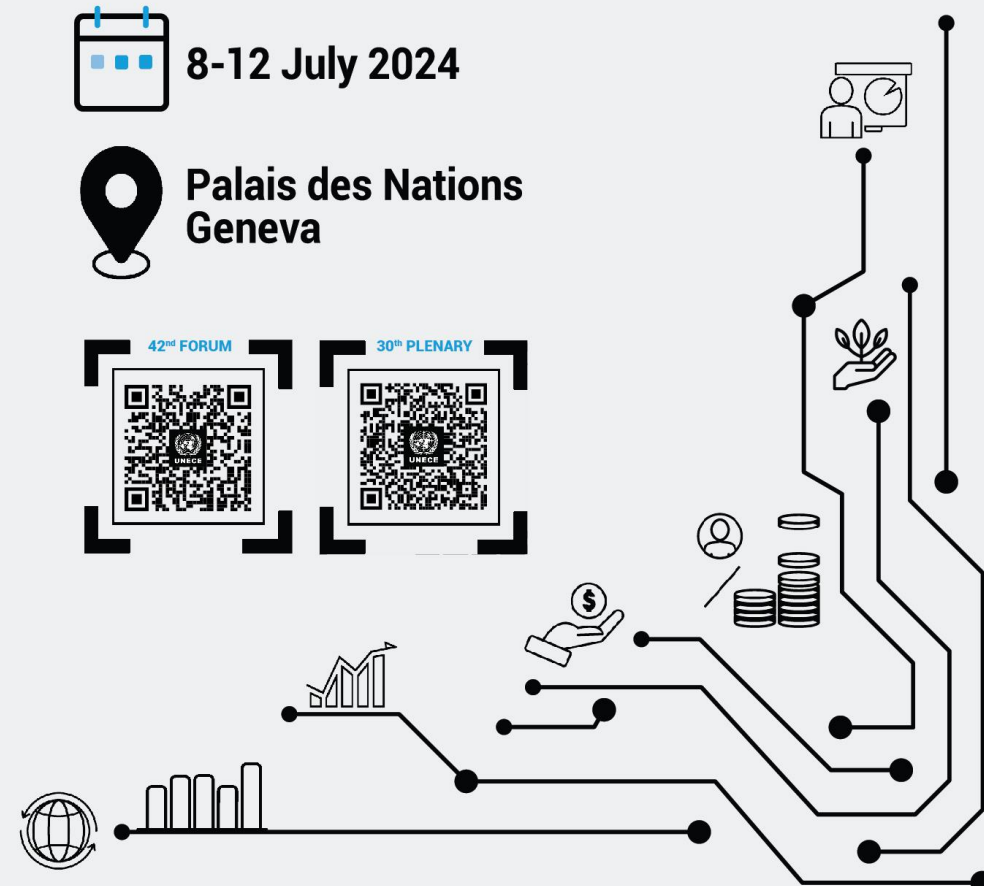 8-12 July 2024
Palais des Nations
Geneva
42nd FORUM
30th PLENARY
UNECE
UNECE
$